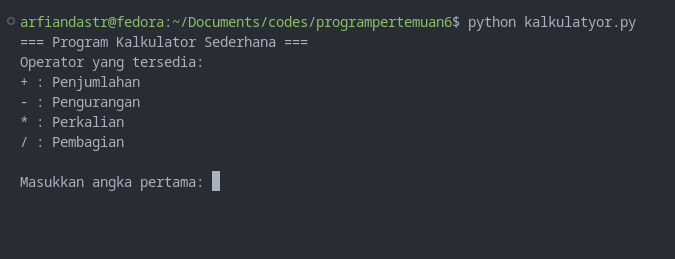 arfiandastr@fedora:~/Documents/codes/programpertemuan6$ python kalkulatyor.py
=== Program Kalkulator Sederhana ===
Operator yang tersedia:
+ : Penjumlahan
- : Pengurangan
* : Perkalian
/ : Pembagian
Masukkan angka pertama: